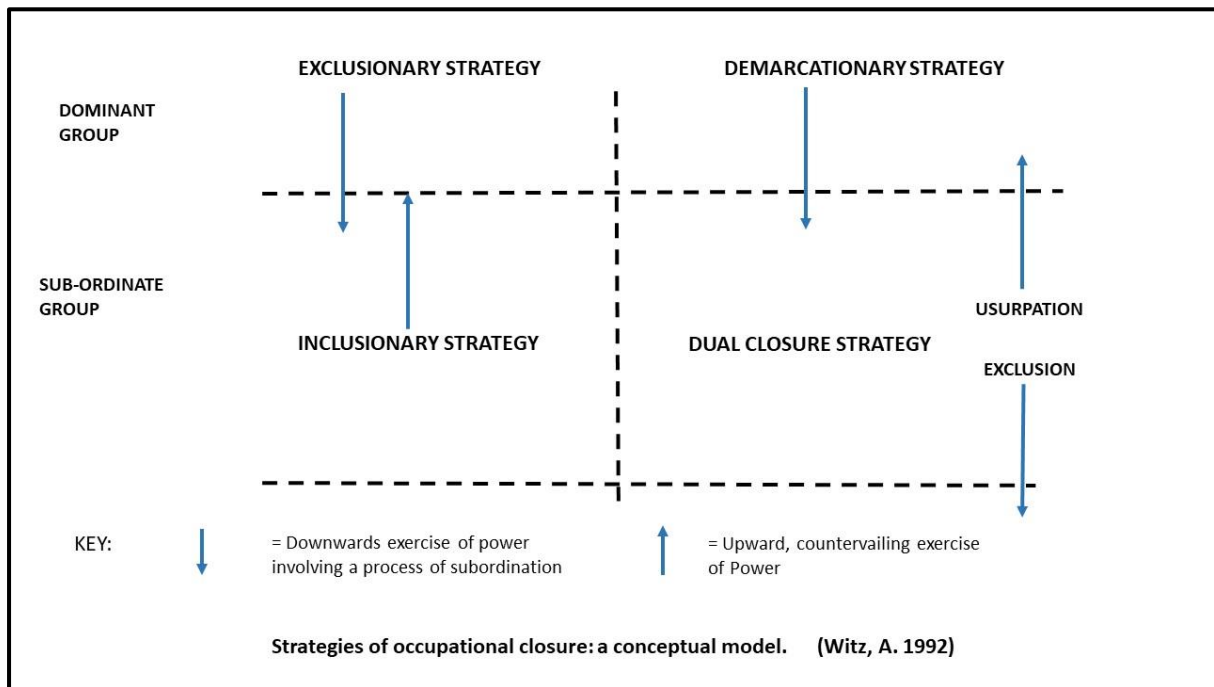 EXCLUSIONARY STRATEGY
DEMARCATIONARY STRATEGY
DOMINANT
GROUP
SUB-ORDINATE
GROUP
USURPATION
INCLUSIONARY STRATEGY
DUAL CLOSURE STRATEGY
EXCLUSION
KEY:
= Downwards exercise of power
involving a process of subordination
= Upward, countervailing exercise
of Power
Strategies of occupational closure: a conceptual model. (Witz, A. 1992)